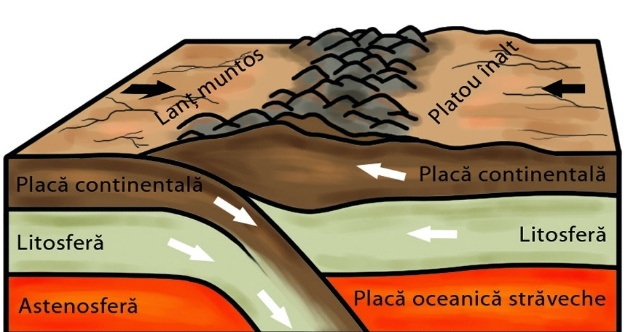 Lanț muntos
Platou înalt
Placă continentală
Placă continentală
Litosferă
Litosferă
Astenosferă
Placă oceanică străveche